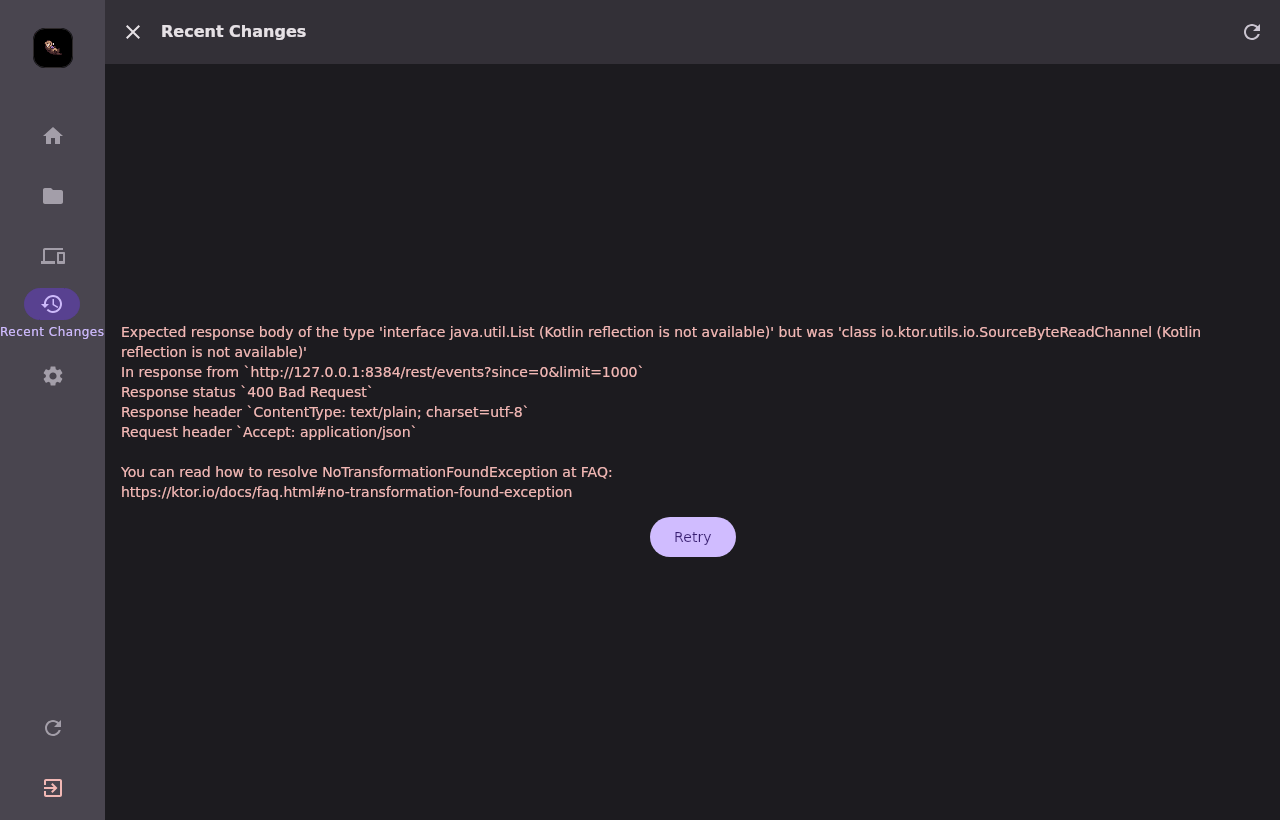 Recent Changes
Recent Changes
Expected response body of the type 'interface java.util.List (Kotlin reflection is not available)' but was 'class io.ktor.utils.io.SourceByteReadChannel (Kotlin
reflection is not available)'
In response from `http://127.0.0.1:8384/rest/events?since=0&limit=1000`
Response status `400 Bad Request`
Response header `ContentType: text/plain; charset=utf-8`
Request header `Accept: application/json`
You can read how to resolve NoTransformationFoundException at FAQ:
https://ktor.io/docs/faq.html#no-transformation-found-exception
Retry